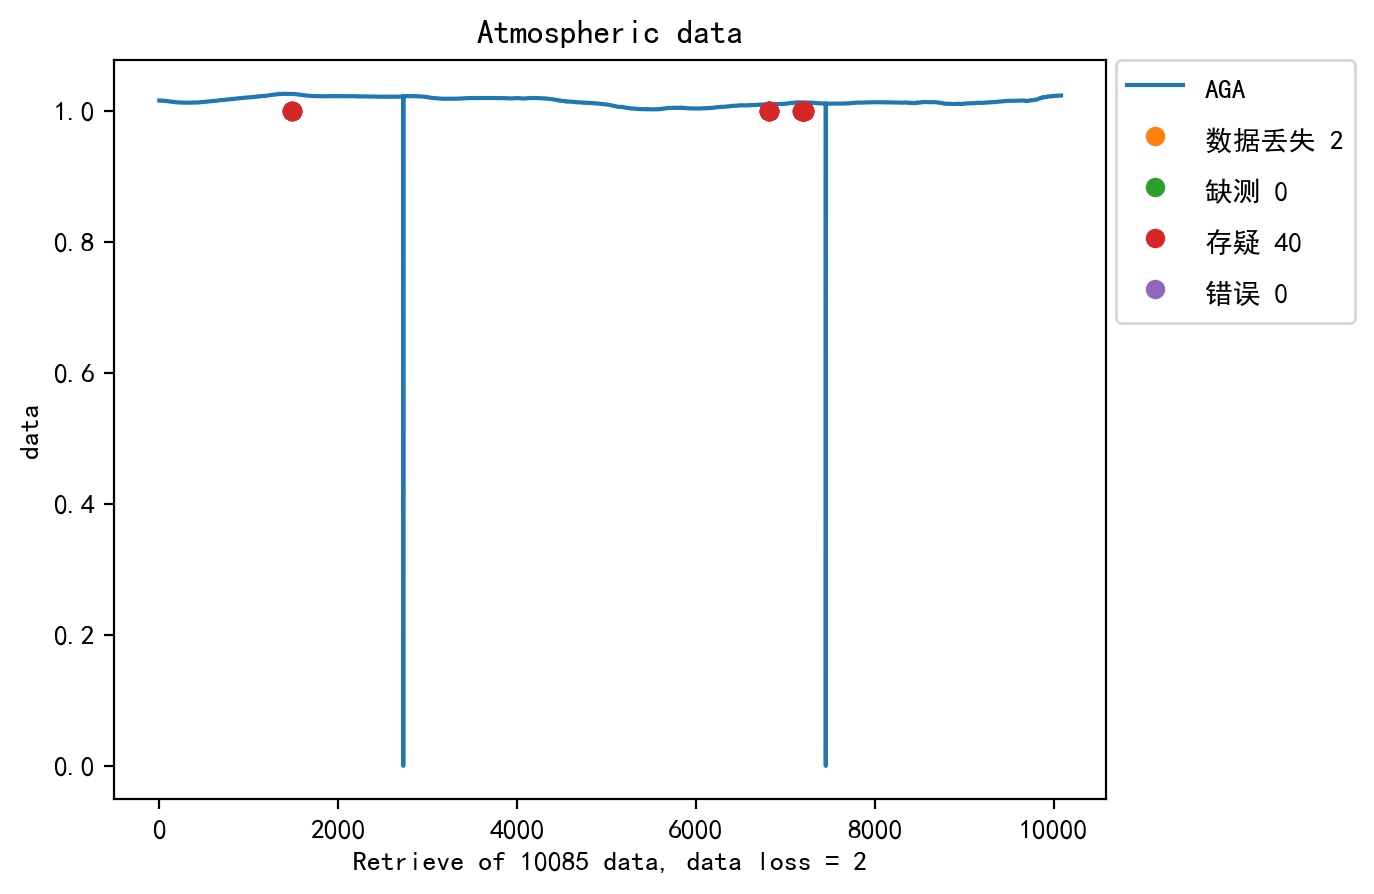 Atmospheric data
AGA
数据丢失 2
缺测 0
存疑 40
错误 0
data
1.0
0.8
0.6
0.4
0.2
0.0
0 2000 4000 6000 8000 10000
Retrieve of 10085 data, data loss = 2